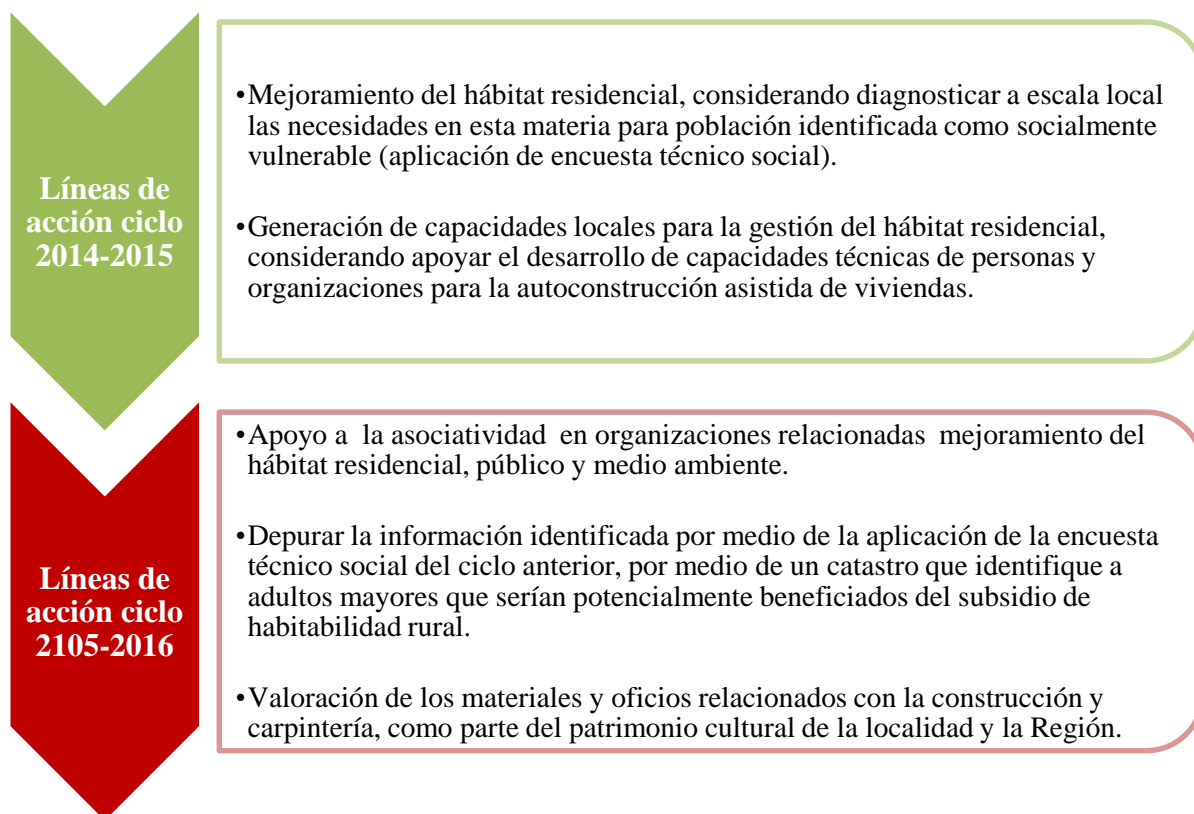 Líneas de
acción ciclo
2014-2015
•Mejoramiento del hábitat residencial, considerando diagnosticar a escala local
las necesidades en esta materia para población identificada como socialmente
vulnerable (aplicación de encuesta técnico social).
•Generación de capacidades locales para la gestión del hábitat residencial,
considerando apoyar el desarrollo de capacidades técnicas de personas y
organizaciones para la autoconstrucción asistida de viviendas.
Líneas de
acción ciclo
2105-2016
•Apoyo a la asociatividad en organizaciones relacionadas mejoramiento del
hábitat residencial, público y medio ambiente.
•Depurar la información identificada por medio de la aplicación de la encuesta
técnico social del ciclo anterior, por medio de un catastro que identifique a
adultos mayores que serían potencialmente beneficiados del subsidio de
habitabilidad rural.
•Valoración de los materiales y oficios relacionados con la construcción y
carpintería, como parte del patrimonio cultural de la localidad y la Región.